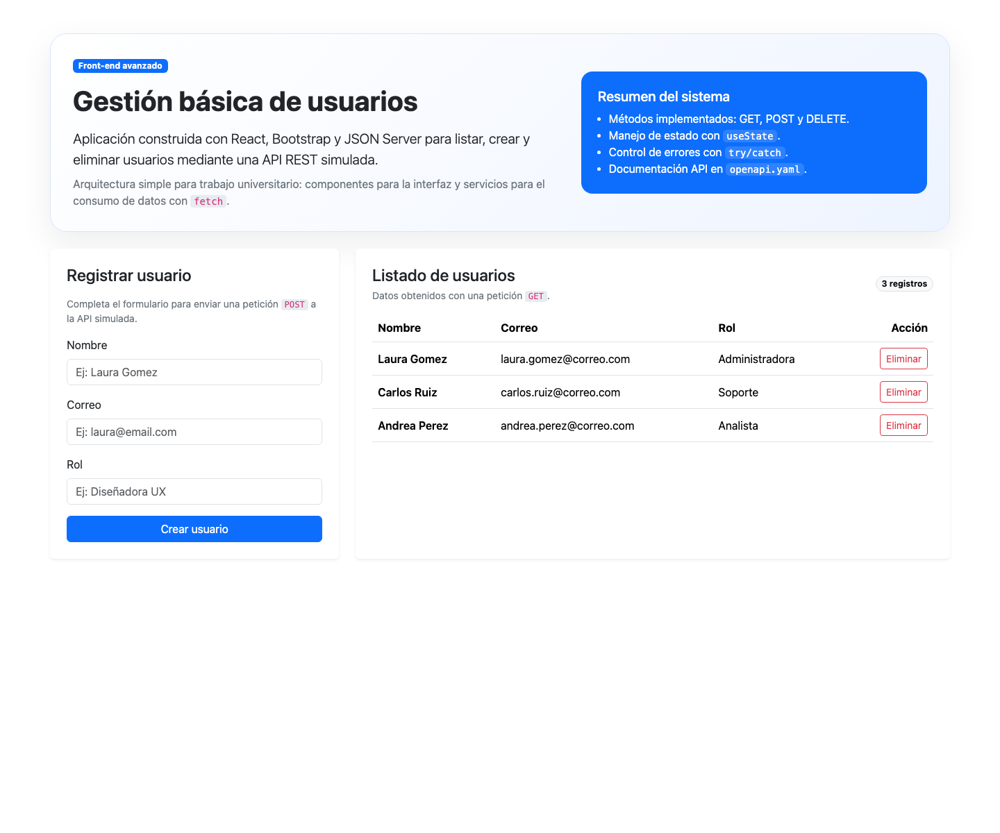 Front-end avanzado
Gestión básica de usuarios
Aplicación construida con React, Bootstrap y JSON Server para listar, crear y
eliminar usuarios mediante una API REST simulada.
Arquitectura simple para trabajo universitario: componentes para la interfaz y servicios para el
consumo de datos con fetch.
Resumen del sistema
• Métodos implementados: GET, POST y DELETE.
• Manejo de estado con useState.
• Control de errores con try/catch.
• Documentación API en openapi.yaml.
Registrar usuario
Completa el formulario para enviar una petición POST a
la API simulada.
Nombre
Ej: Laura Gomez
Correo
Ej: laura@email.com
Rol
Ej: Diseñadora UX
Crear usuario
Listado de usuarios
Datos obtenidos con una petición GET.
3 registros
Nombre Correo Rol Acción
Laura Gomez laura.gomez@correo.com Administradora Eliminar
Carlos Ruiz carlos.ruiz@correo.com Soporte Eliminar
Andrea Perez andrea.perez@correo.com Analista Eliminar